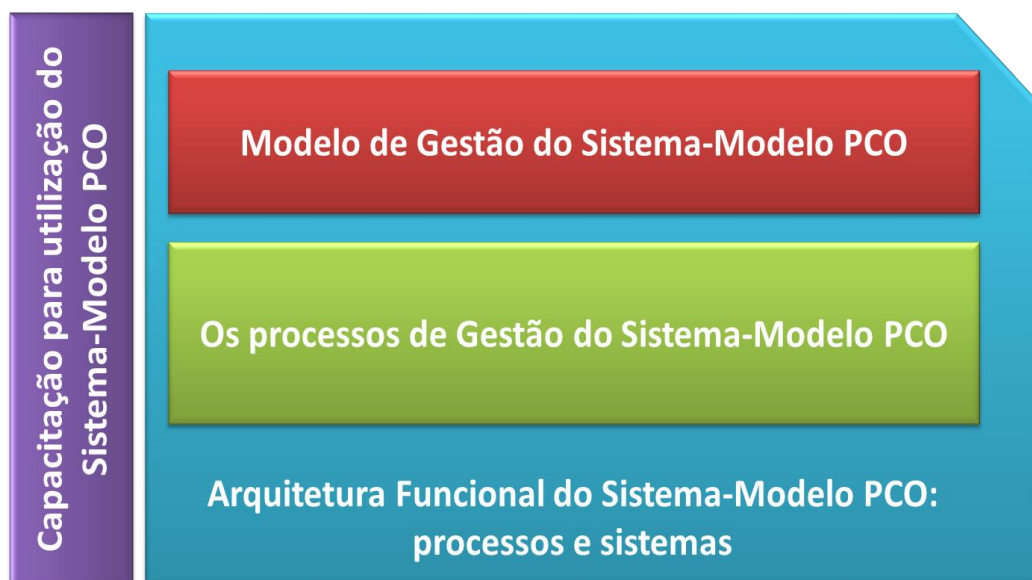 Capacitação para utilização do
Sistema-Modelo PCO
Modelo de Gestão do Sistema-Modelo PCO
Os processos de Gestão do Sistema-Modelo PCO
Arquitetura Funcional do Sistema-Modelo PCO:
processos e sistemas